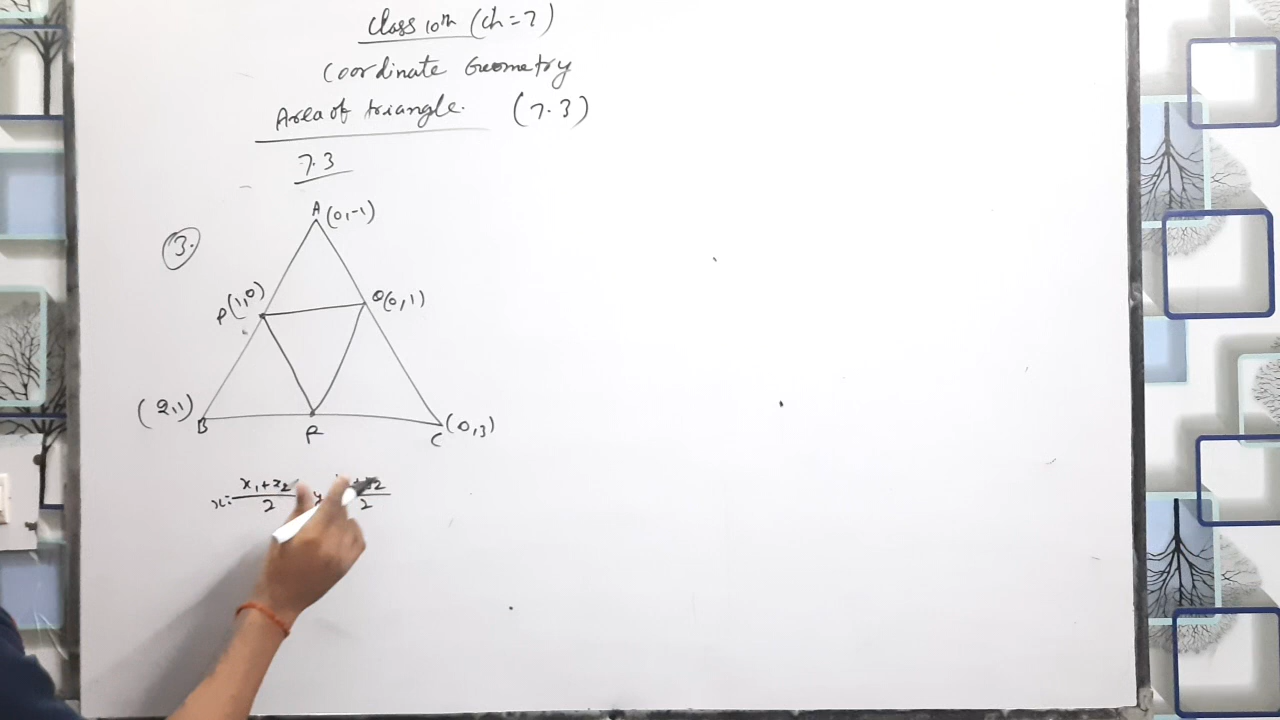 Class 10th (ch=7)
Coordinate Geometry
Area of triangle. (7.3)
7.3
3.
A (0,-1)
P(1,0)
Q(0,1)
(2,1)
B
R
C (0,3)
x=
x₁+x₂
2
y
2